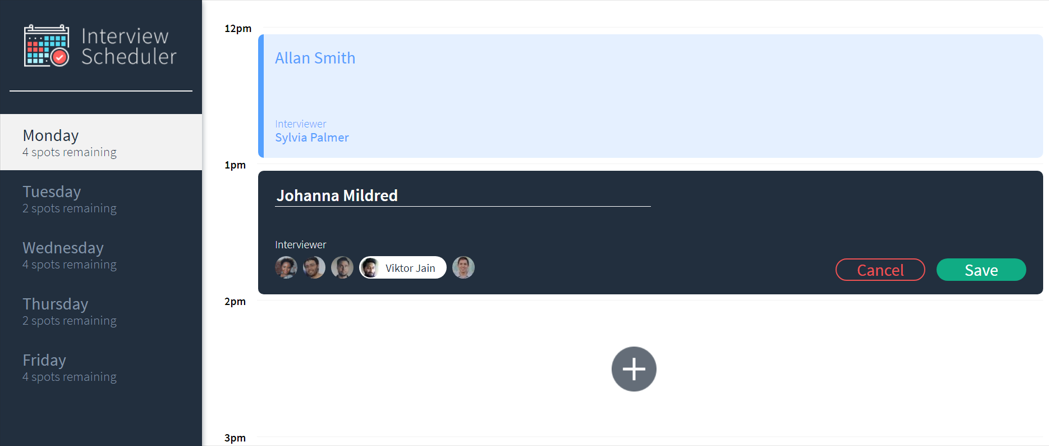 Interview
Scheduler
Monday
4 spots remaining
Tuesday
2 spots remaining
Wednesday
4 spots remaining
Thursday
2 spots remaining
Friday
4 spots remaining
12pm
Allan Smith
Interviewer
Sylvia Palmer
1pm
Johanna Mildred
Interviewer
Viktor Jain
Cancel
Save
2pm
3pm